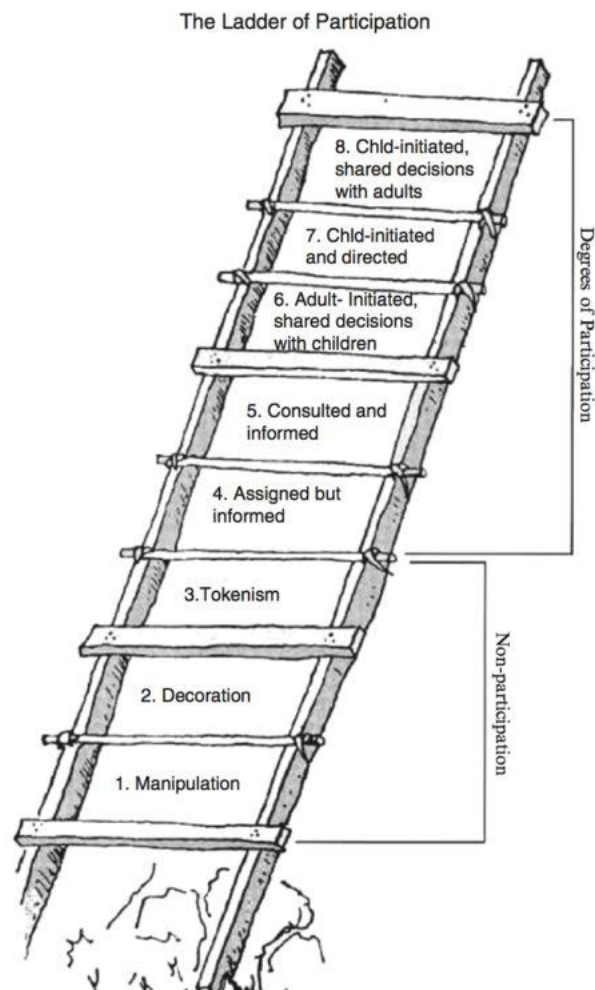 The Ladder of Participation
8. Chld-initiated,
shared decisions
with adults
7. Chld-initiated
and directed
6. Adult- Initiated,
shared decisions
with children
5. Consulted and
informed
4. Assigned but
informed
3.Tokenism
2. Decoration
1. Manipulation
Degrees of Participation
Non-participation